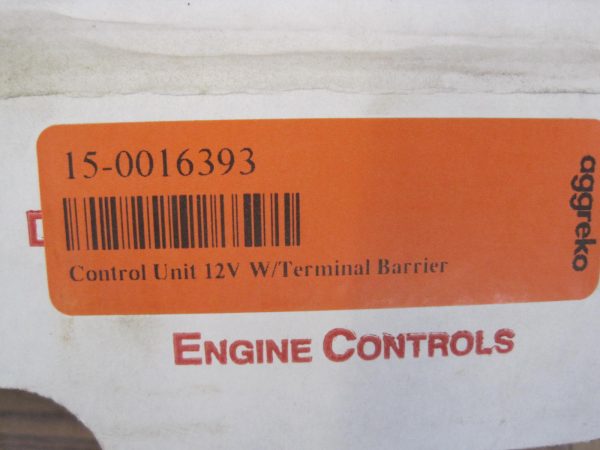 15-0016393
aggreko
Control Unit 12V W/Terminal Barrier
ENGINE CONTROLS